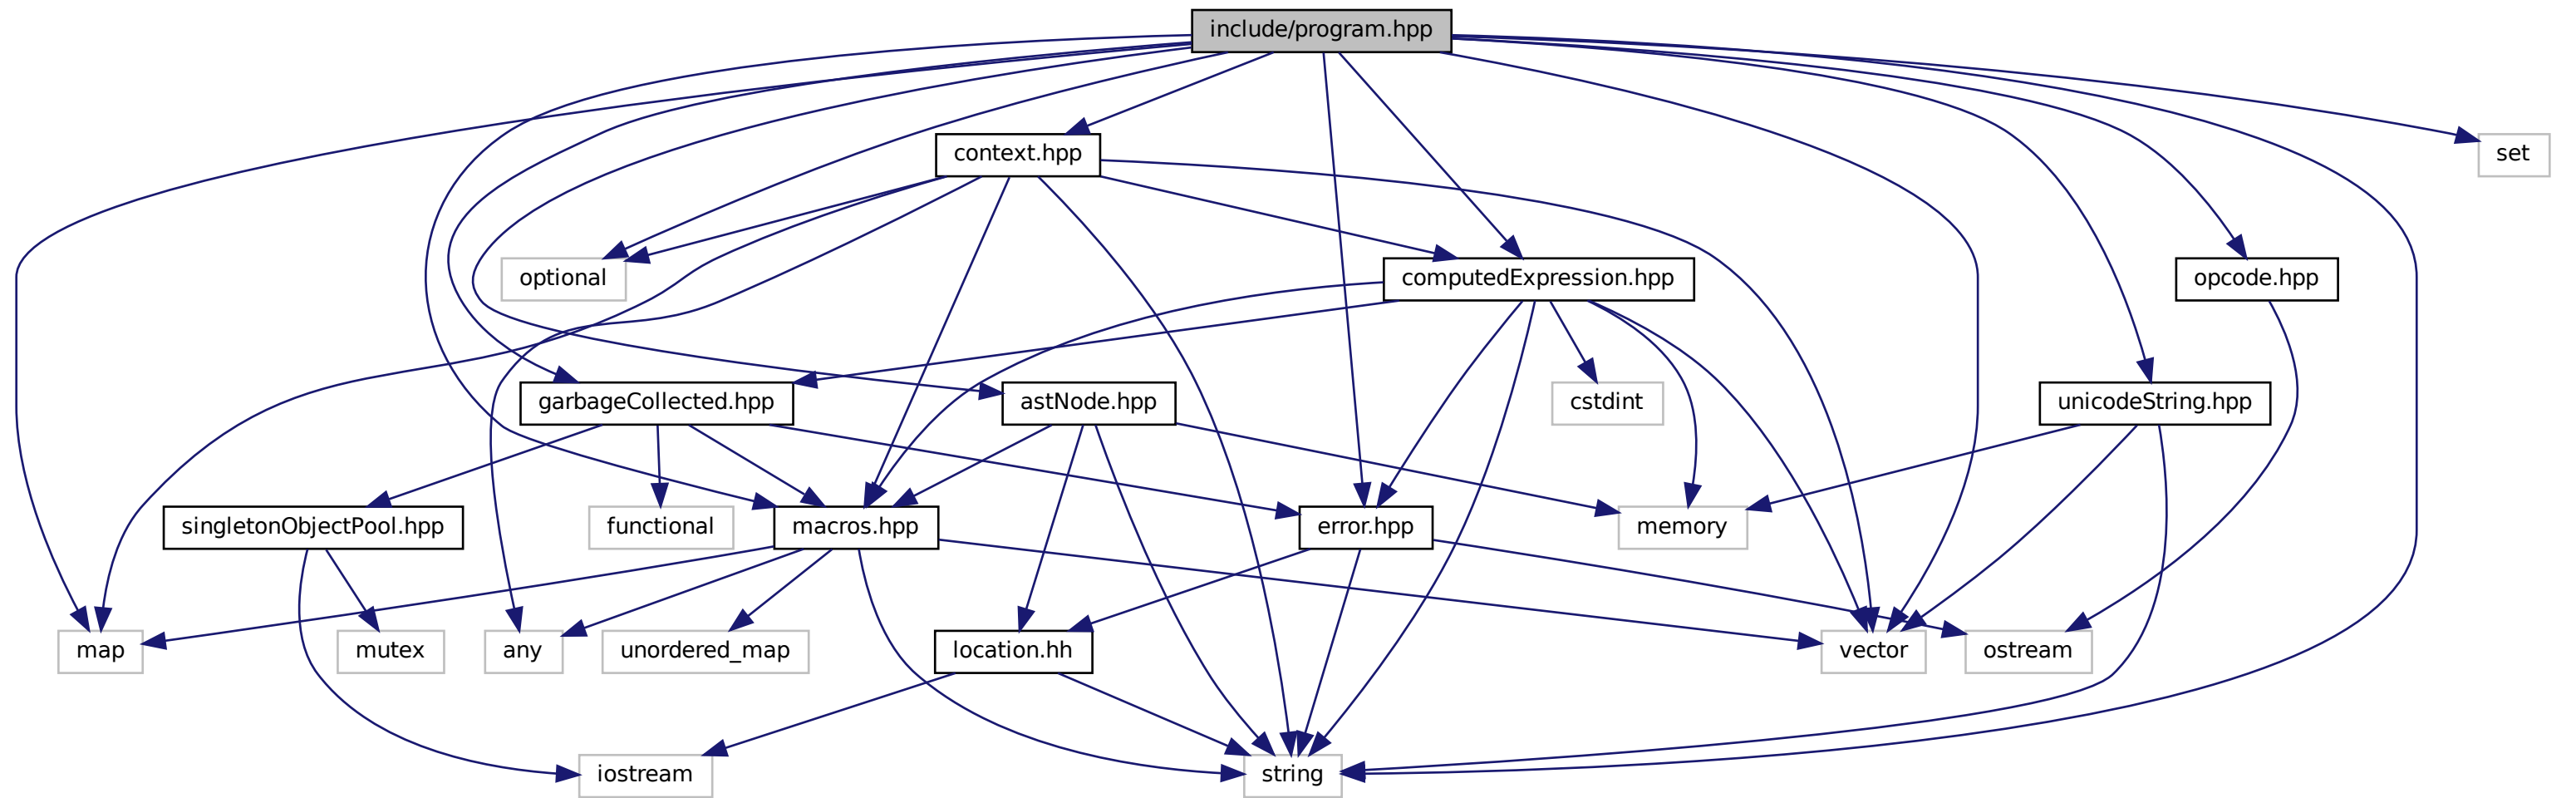 include/program.hpp
context.hpp
set
optional
computedExpression.hpp
opcode.hpp
garbageCollected.hpp
astNode.hpp
cstdint
unicodeString.hpp
singletonObjectPool.hpp
functional
macros.hpp
error.hpp
memory
map
mutex
any
unordered_map
location.hh
vector
ostream
iostream
string